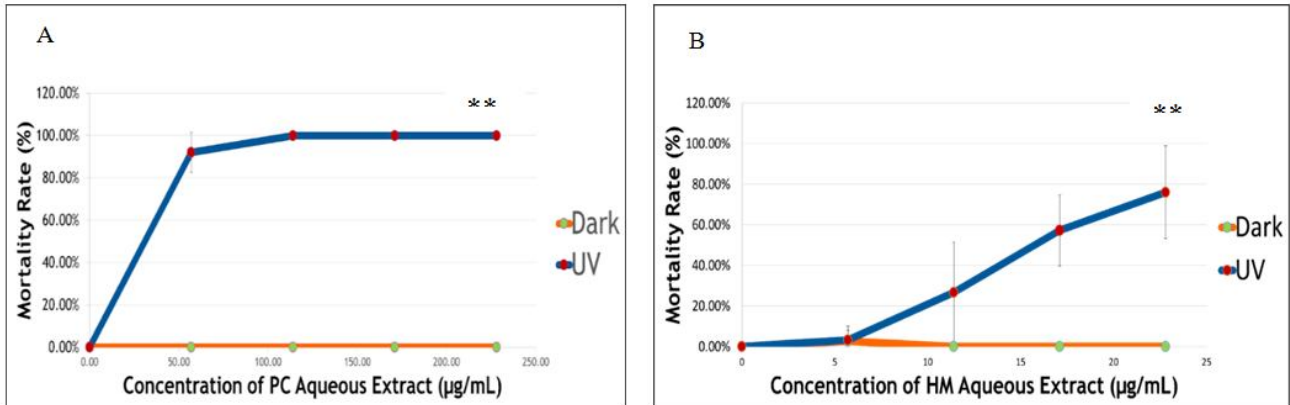 A
**
120.00%
100.00%
80.00%
60.00%
40.00%
20.00%
0.00%
Mortality Rate (%)
0.00 50.00 100.00 150.00 200.00 250.00
Concentration of PC Aqueous Extract (µg/mL)
Dark
UV
B
**
120.00%
100.00%
80.00%
60.00%
40.00%
20.00%
0.00%
Mortality Rate (%)
0 5 10 15 20 25
Concentration of HM Aqueous Extract (µg/mL)
Dark
UV